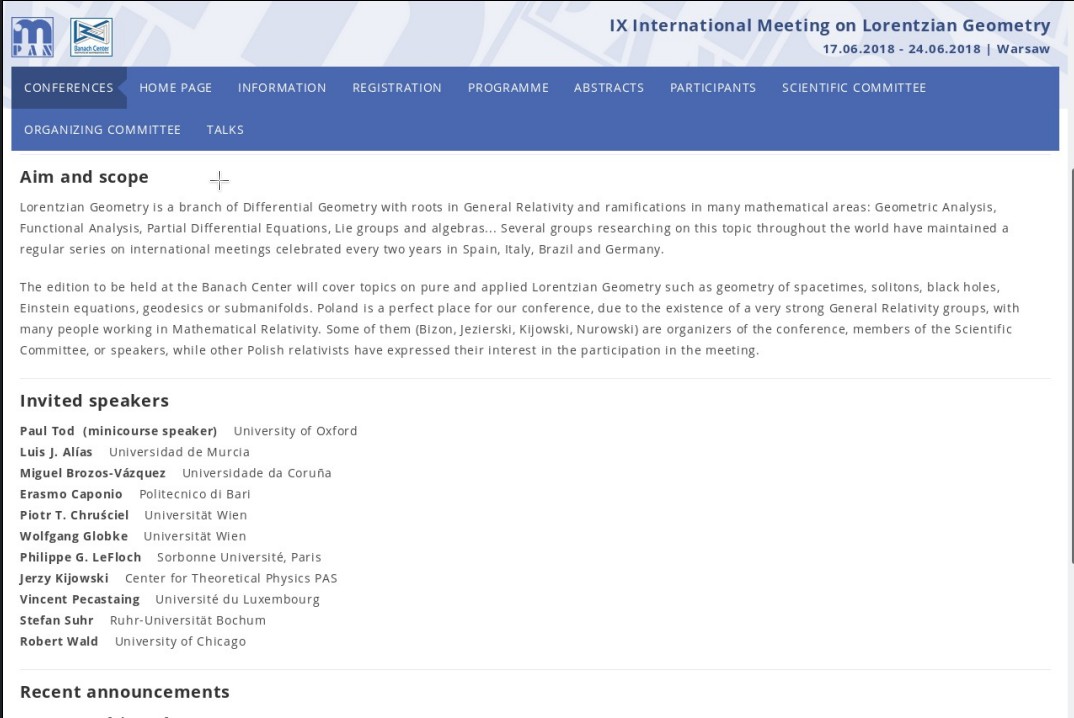 m
PAN
Banach Center
IX International Meeting on Lorentzian Geometry
17.06.2018 - 24.06.2018 | Warsaw
CONFERENCES HOME PAGE INFORMATION REGISTRATION PROGRAMME ABSTRACTS PARTICIPANTS SCIENTIFIC COMMITTEE
ORGANIZING COMMITTEE TALKS
Aim and scope
Lorentzian Geometry is a branch of Differential Geometry with roots in General Relativity and ramifications in many mathematical areas: Geometric Analysis,
Functional Analysis, Partial Differential Equations, Lie groups and algebras... Several groups researching on this topic throughout the world have maintained a
regular series on international meetings celebrated every two years in Spain, Italy, Brazil and Germany.
The edition to be held at the Banach Center will cover topics on pure and applied Lorentzian Geometry such as geometry of spacetimes, solitons, black holes,
Einstein equations, geodesics or submanifolds. Poland is a perfect place for our conference, due to the existence of a very strong General Relativity groups, with
many people working in Mathematical Relativity. Some of them (Bizon, Jezierski, Kijowski, Nurowski) are organizers of the conference, members of the Scientific
Committee, or speakers, while other Polish relativists have expressed their interest in the participation in the meeting.
Invited speakers
Paul Tod (minicourse speaker) University of Oxford
Luis J. Alías Universidad de Murcia
Miguel Brozos-Vázquez Universidade da Coruña
Erasmo Caponio Politecnico di Bari
Piotr T. Chruściel Universität Wien
Wolfgang Globke Universität Wien
Philippe G. LeFloch Sorbonne Université, Paris
Jerzy Kijowski Center for Theoretical Physics PAS
Vincent Pecastaing Université du Luxembourg
Stefan Suhr Ruhr-Universität Bochum
Robert Wald University of Chicago
Recent announcements